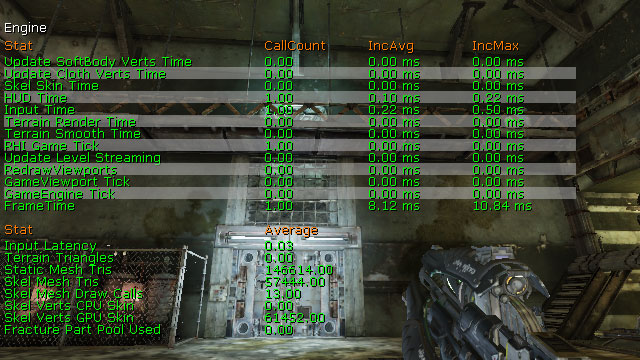 Engine
Stat CallCount IncAvg IncMax
Update SoftBody Verts Time 0.00 0.00 ms 0.00 ms
Update Cloth Verts Time 0.00 0.00 ms 0.00 ms
Skel Skin Time 0.00 0.00 ms 0.00 ms
HUD Time 1.00 0.10 ms 0.22 ms
Input Time 1.00 0.22 ms 0.50 ms
Terrain Render Time 0.00 0.00 ms 0.00 ms
Terrain Smooth Time 0.00 0.00 ms 0.00 ms
RHI Game Tick 1.00 0.00 ms 0.00 ms
Update Level Streaming 0.00 0.00 ms 0.00 ms
RedrawViewports 0.00 0.00 ms 0.00 ms
GameViewport Tick 0.00 0.00 ms 0.00 ms
GameEngine Tick 0.00 0.00 ms 0.00 ms
FrameTime 1.00 8.12 ms 10.84 ms
Stat Average
Input Latency - 0.03
Terrain Triangles 0.00
Static Mesh Tris 146614.00
Skel Mesh Tris 57444.00
Skel Mesh Draw Calls 13.00
Skel Verts CPU Skin 0.00
Skel Verts GPU Skin 61452.00
Fracture Part Pool Used 0.00